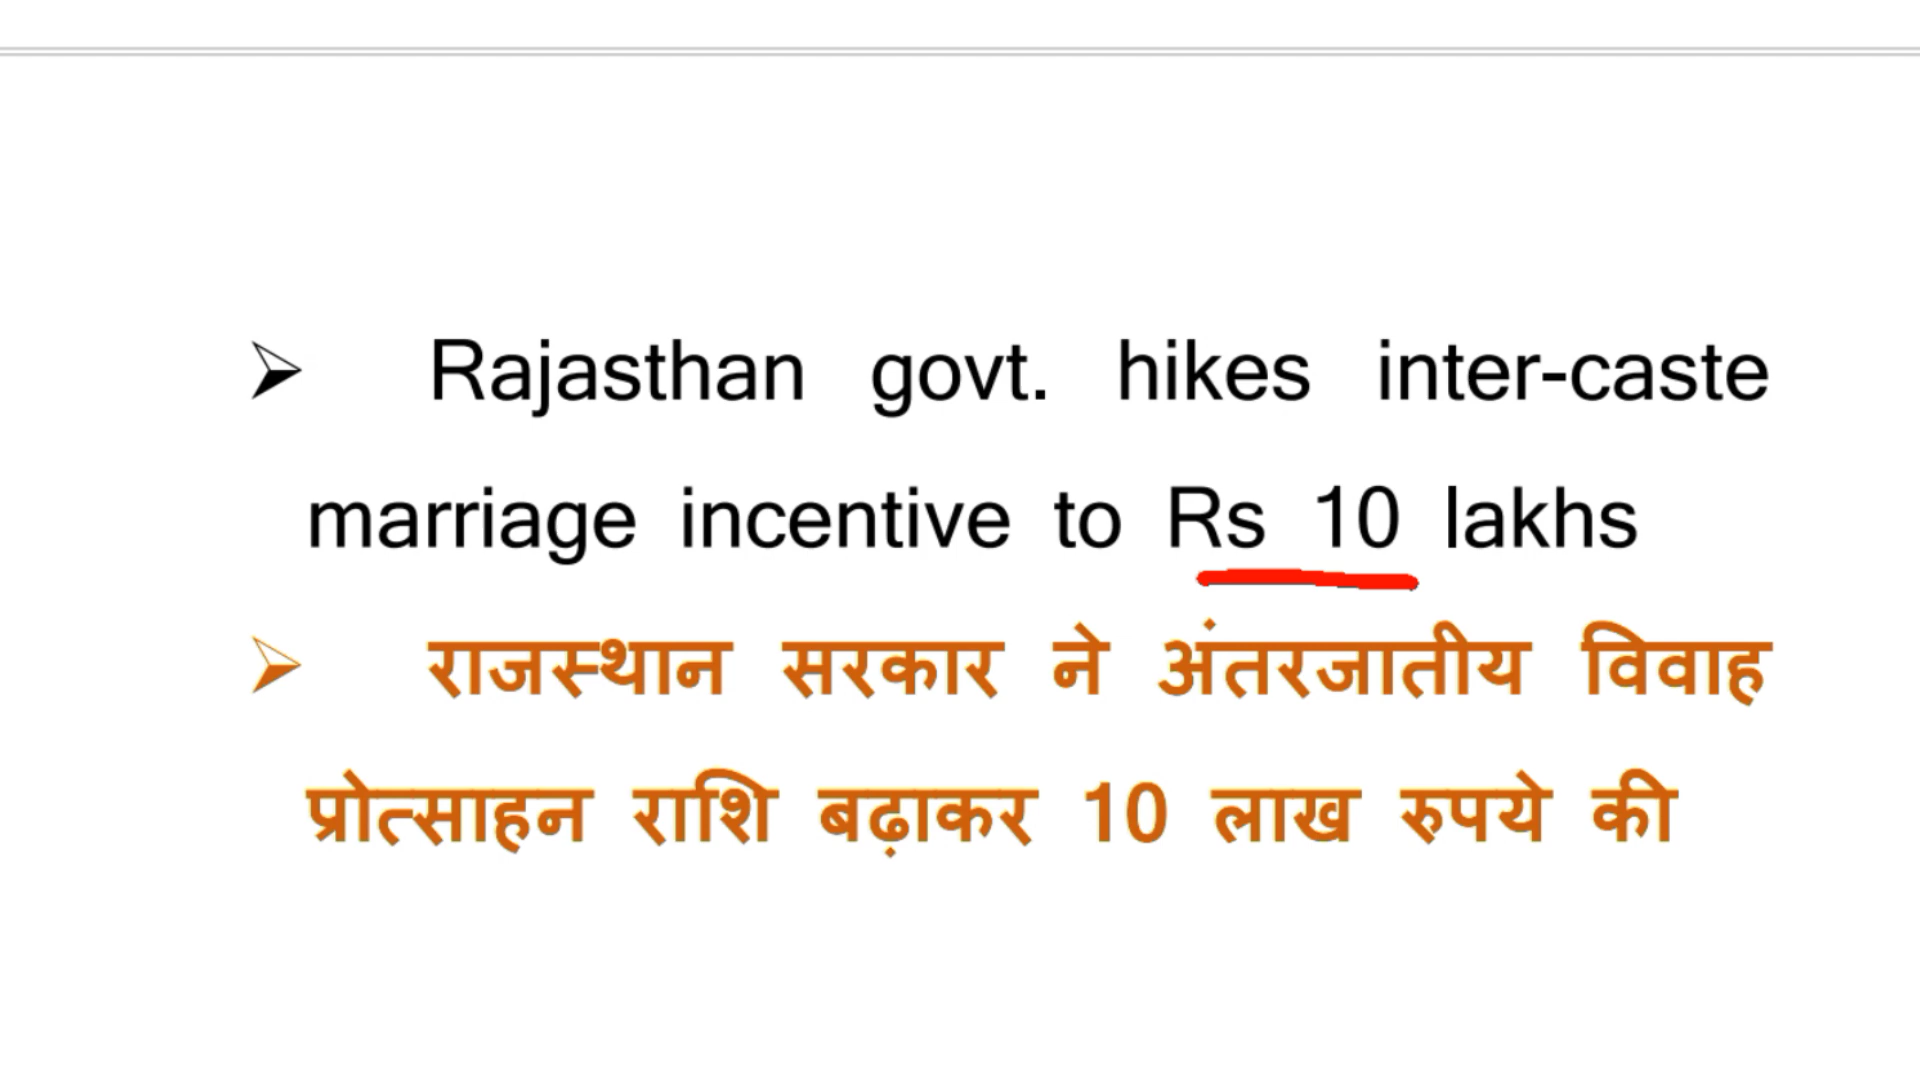 ➢ Rajasthan govt. hikes inter-caste
marriage incentive to Rs 10 lakhs
➢ राजस्थान सरकार ने अंतरजातीय विवाह
प्रोत्साहन राशि बढ़ाकर 10 लाख रुपये की